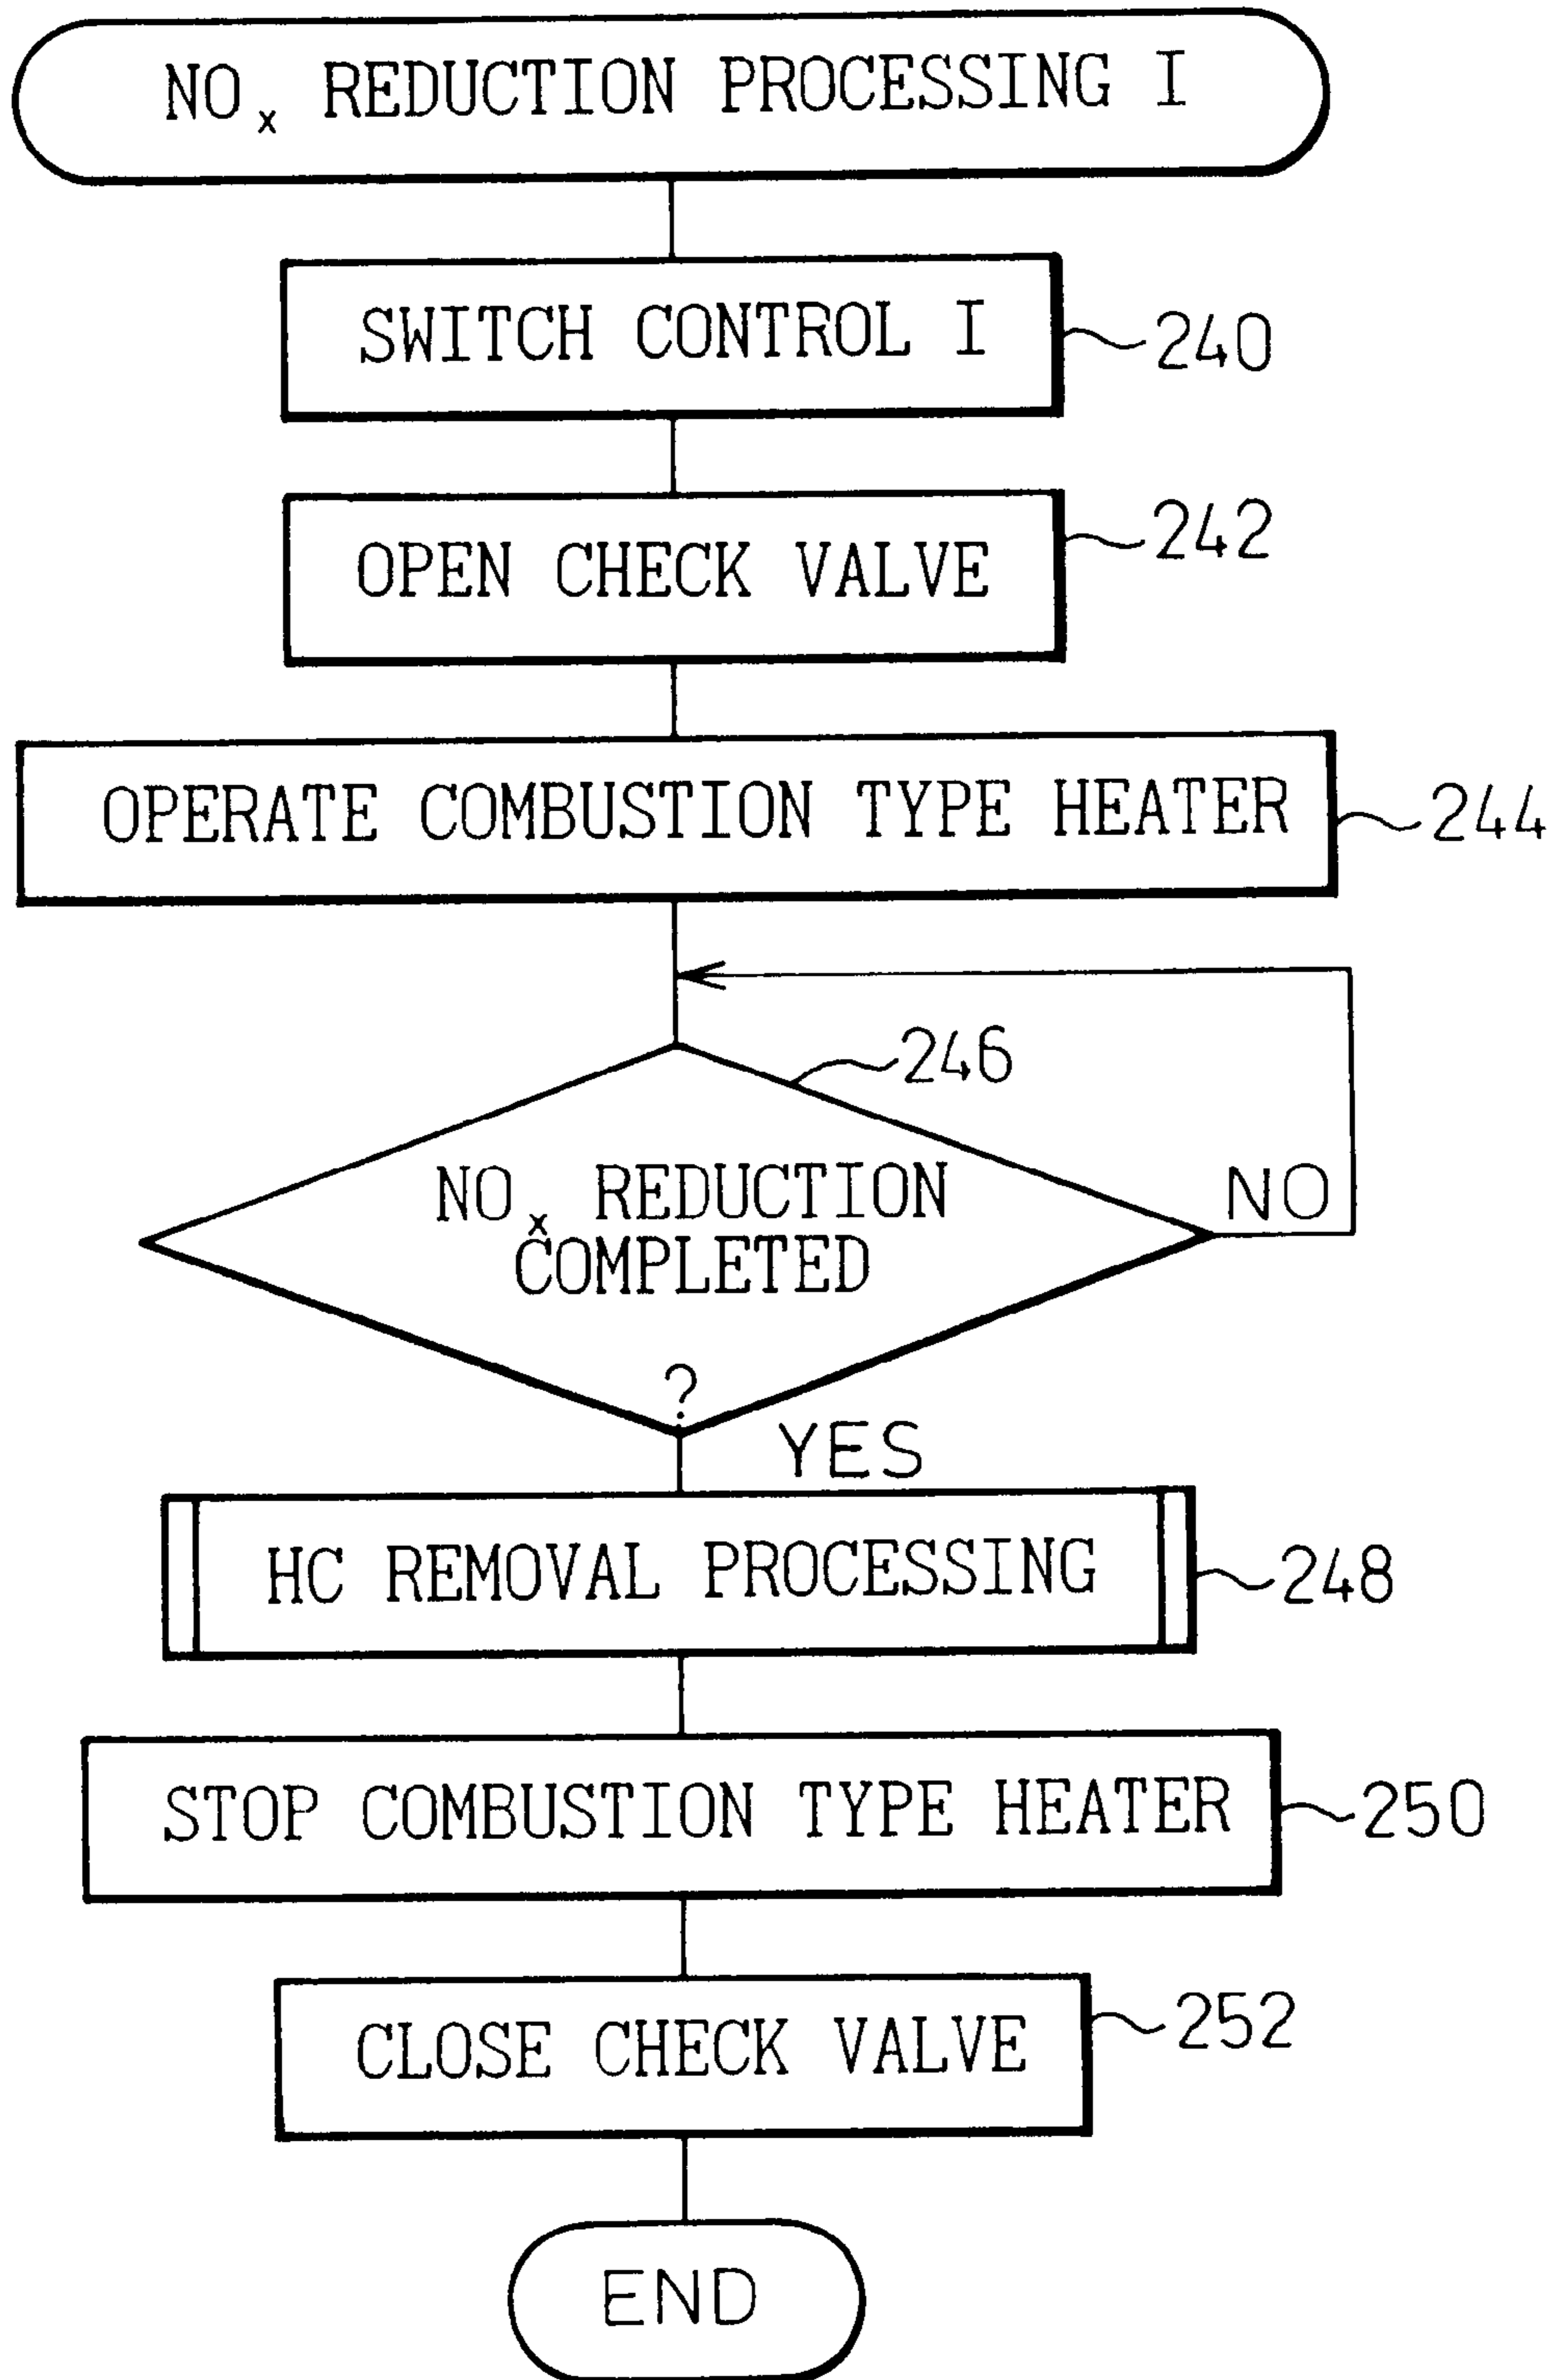 NOx REDUCTION PROCESSING I
SWITCH CONTROL I
240
OPEN CHECK VALVE
242
OPERATE COMBUSTION TYPE HEATER
244
246
NOx REDUCTION
COMPLETED
?
NO
YES
HC REMOVAL PROCESSING
248
STOP COMBUSTION TYPE HEATER
250
CLOSE CHECK VALVE
252
END